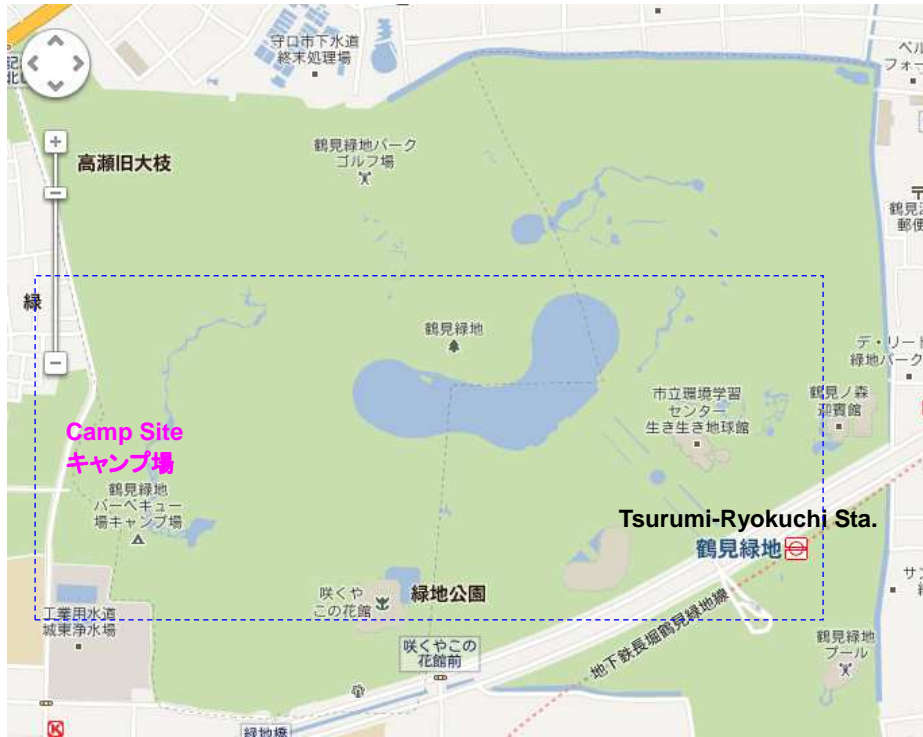 守口市下水道
終末処理場
高瀬旧大枝
鶴見緑地パーク
ゴルフ場
緑
鶴見緑地
市立環境学習
センター
生き生き地球館
鶴見ノ森
迎賓館
Camp Site
キャンプ場
鶴見緑地
バーベキュー
場キャンプ場
Tsurumi-Ryokuchi Sta.
鶴見緑地
咲くや
この花館
緑地公園
工業用水道
城東浄水場
咲くやこの
花館前
地下鉄長堀鶴見緑地線
鶴見緑地
プール
緑地橋